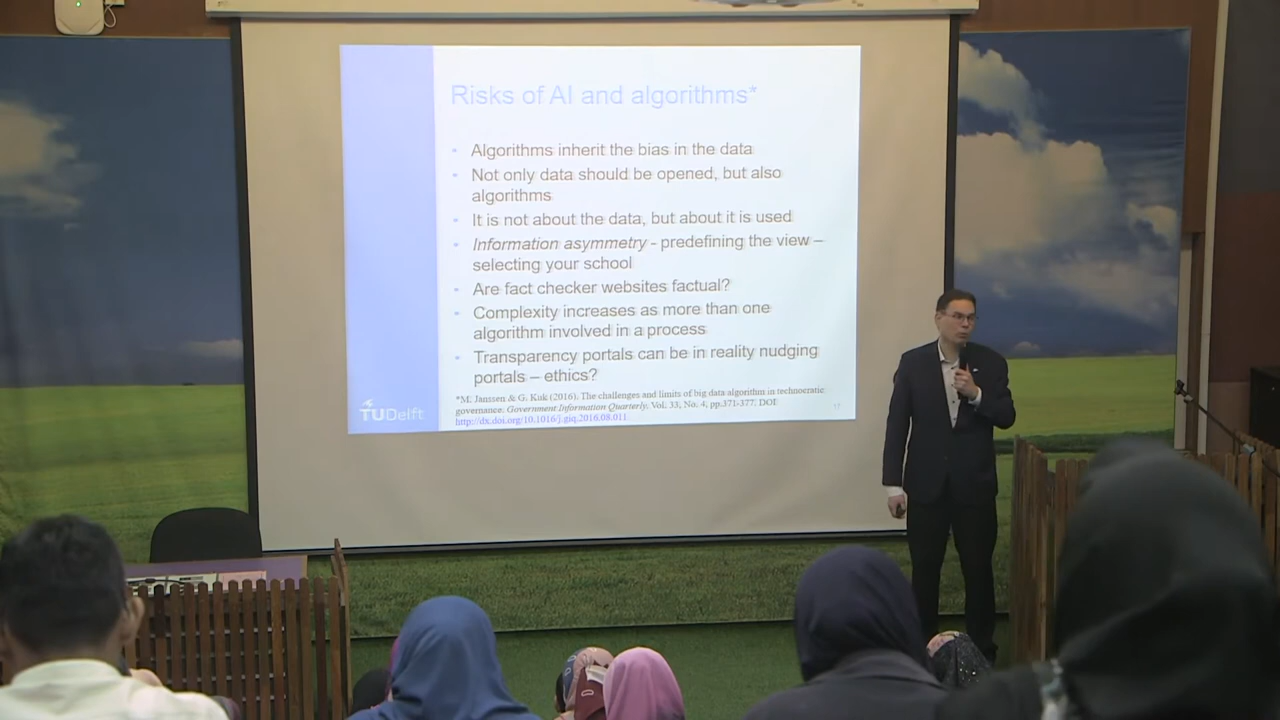 Risks of AI and algorithms*
• Algorithms inherit the bias in the data
• Not only data should be opened, but also
algorithms
• It is not about the data, but about it is used
• Information asymmetry - predefining the view –
selecting your school
• Are fact checker websites factual?
• Complexity increases as more than one
algorithm involved in a process
• Transparency portals can be in reality nudging
portals – ethics?
*M. Janssen & G. Kuk (2016). The challenges and limits of big data algorithm in technocratic
governance. Government Information Quarterly, Vol. 33, No. 4, pp.371-377. DOI
http://dx.doi.org/10.1016/j.giq.2016.08.011
TUDelft